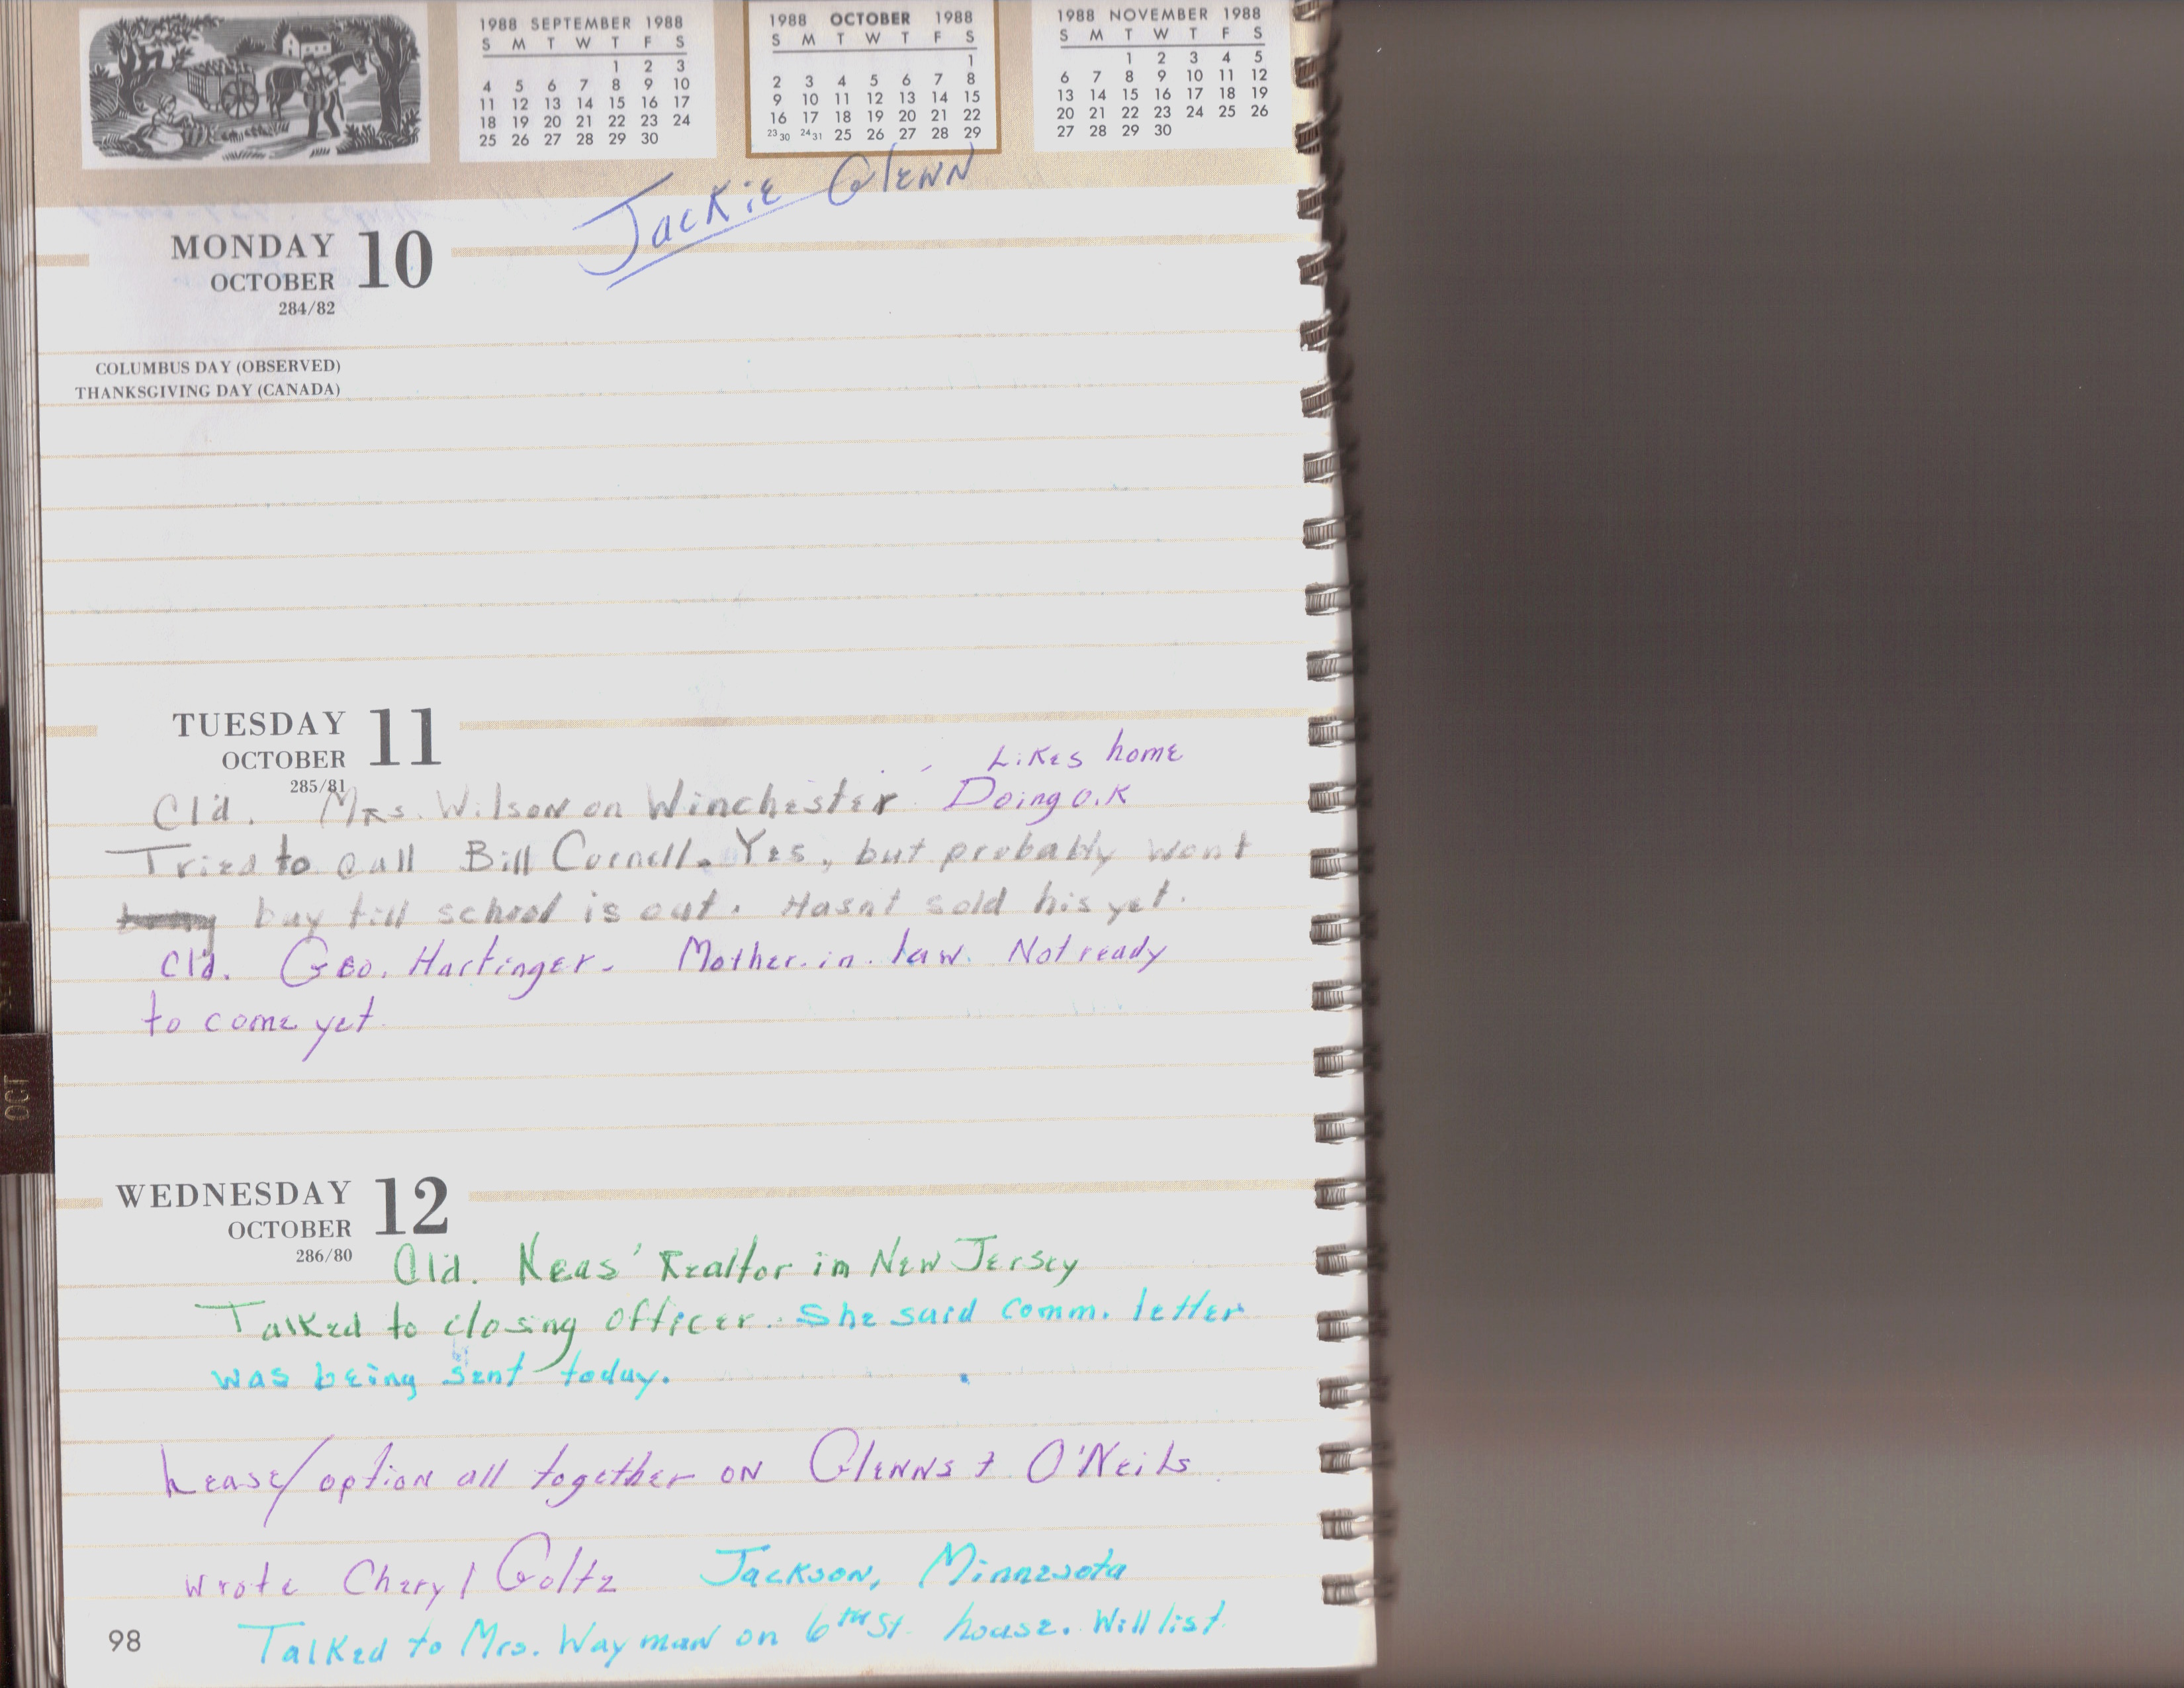 1988 SEPTEMBER 1988
S M T W T F S
1 2 3
4 5 6 7 8 9 10
11 12 13 14 15 16 17
18 19 20 21 22 23 24
25 26 27 28 29 30
1988 OCTOBER 1988
S M T W T F S
1
2 3 4 5 6 7 8
9 10 11 12 13 14 15
16 17 18 19 20 21 22
23 30 24 31 25 26 27 28 29
1988 NOVEMBER 1988
S M T W T F S
1 2 3 4 5
6 7 8 9 10 11 12
13 14 15 16 17 18 19
20 21 22 23 24 25 26
27 28 29 30
Jackie Glenn
MONDAY 10
OCTOBER
284/82
COLUMBUS DAY (OBSERVED)
THANKSGIVING DAY (CANADA)
TUESDAY 11
OCTOBER
285/81
Likes home
Cld. Mrs. Wilson on Winchester Doing O.K
Tried to call Bill Cornell. Yes, but probably wont
buy till school is out. Hasnt sold his yet.
Cld. Geo. Hartinger. Mother.in.law. Not ready
to come yet
WEDNESDAY 12
OCTOBER
286/80
Cld. Keas' Realtor in New Jersey
Talked to closing officer. She said comm. letter
was being sent today.
Lease/option all together on Glenns + O'Neils
wrote Cheryl Goltz Jackson, Minnesota
Talked to Mrs. Wayman on 6th St. house. Will list
98
OCT